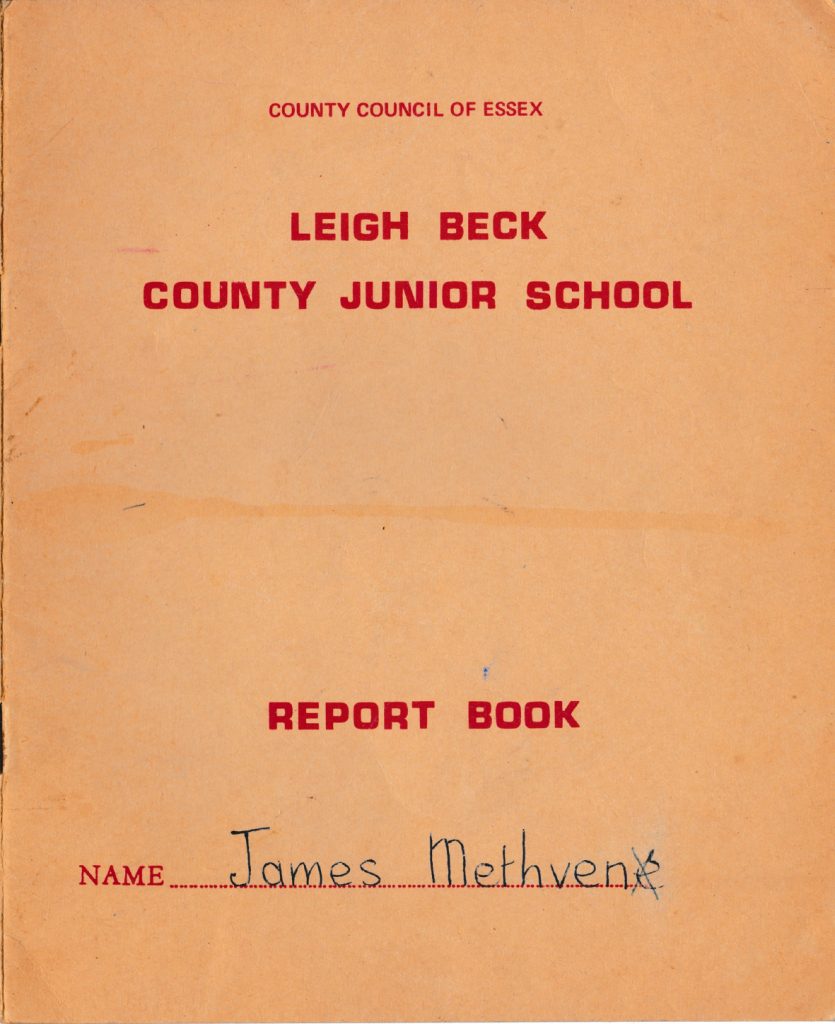 COUNTY COUNCIL OF ESSEX
LEIGH BECK
COUNTY JUNIOR SCHOOL
REPORT BOOK
NAME James Methven